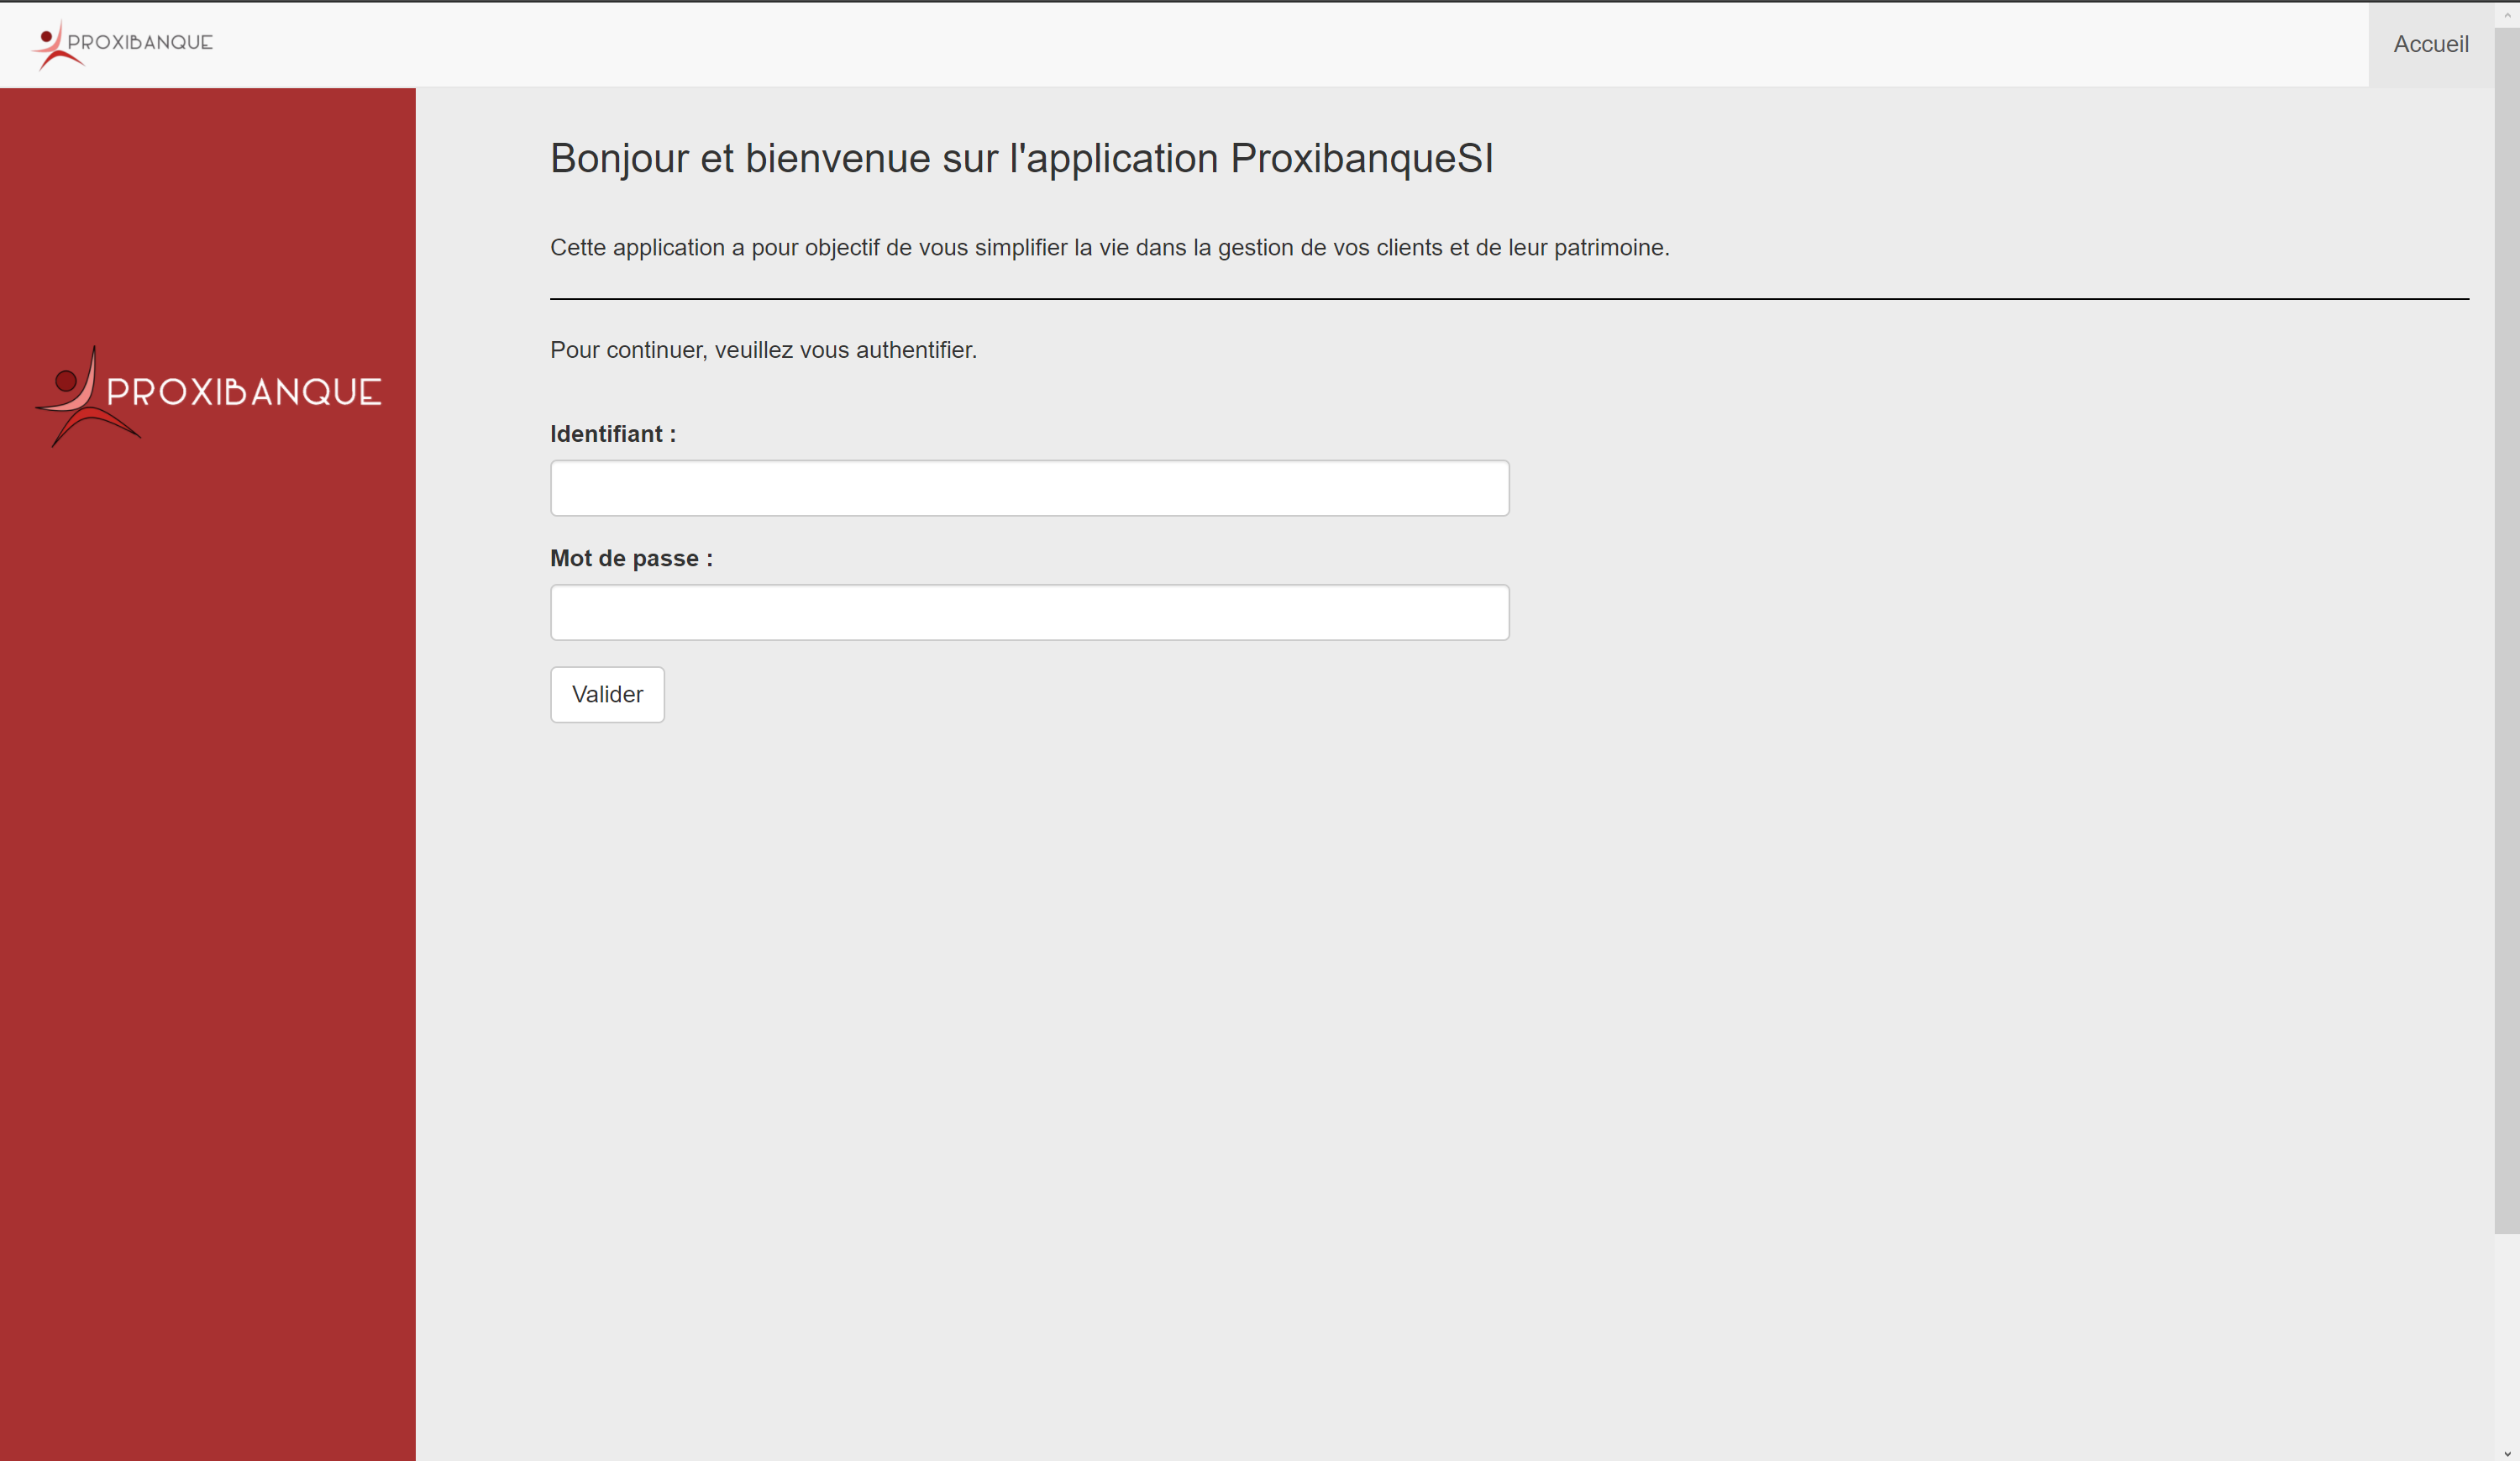 PROXIBANQUE
Accueil
Bonjour et bienvenue sur l'application ProxibanqueSI
Cette application a pour objectif de vous simplifier la vie dans la gestion de vos clients et de leur patrimoine.
Pour continuer, veuillez vous authentifier.
PROXIBANQUE
Identifiant :
Mot de passe :
Valider